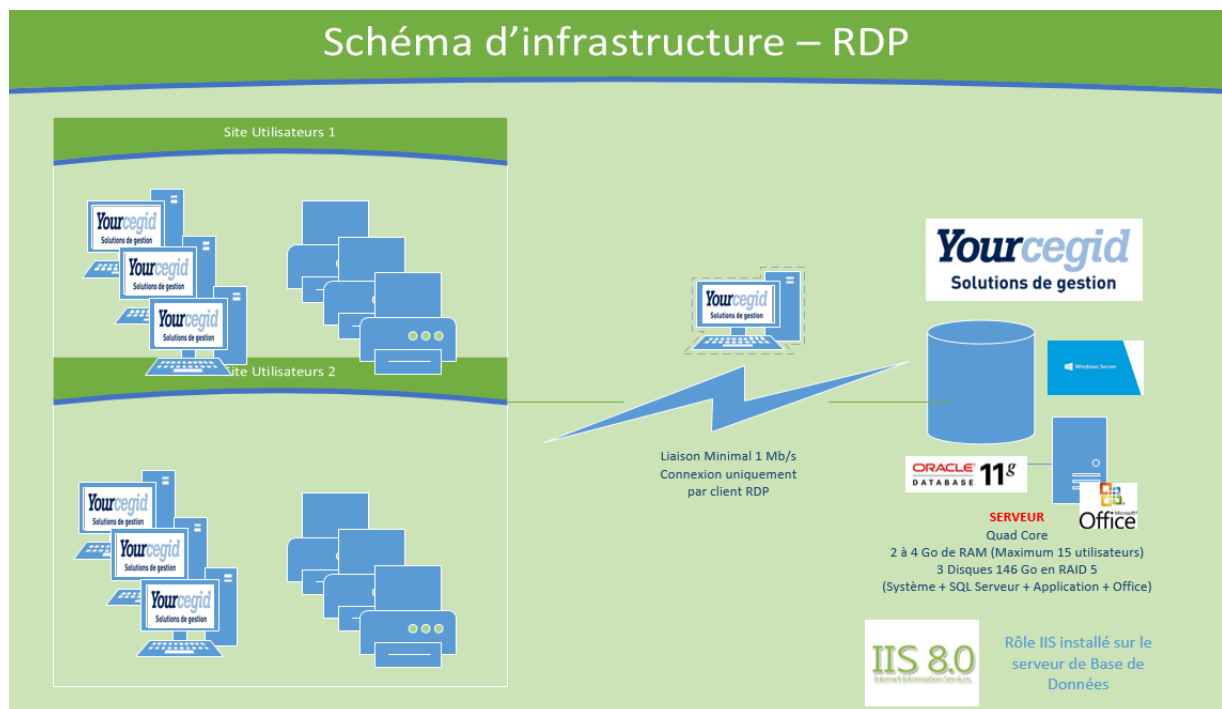 Schéma d'infrastructure – RDP
Site Utilisateurs 1
Yourcegid
Solutions de gestion
Yourcegid
Solutions de gestion
Yourcegid
Solutions de gestion
Site Utilisateurs 2
Yourcegid
Solutions de gestion
Yourcegid
Solutions de gestion
Yourcegid
Solutions de gestion
Yourcegid
Solutions de gestion
Liaison Minimal 1 Mb/s
Connexion uniquement
par client RDP
Yourcegid
Solutions de gestion
Windows Server
ORACLE
DATABASE 11g
Microsoft
Office
SERVEUR
Quad Core
2 à 4 Go de RAM (Maximum 15 utilisateurs)
3 Disques 146 Go en RAID 5
(Système + SQL Serveur + Application + Office)
IIS 8.0
Internet Information Services
Rôle IIS installé sur le
serveur de Base de
Données